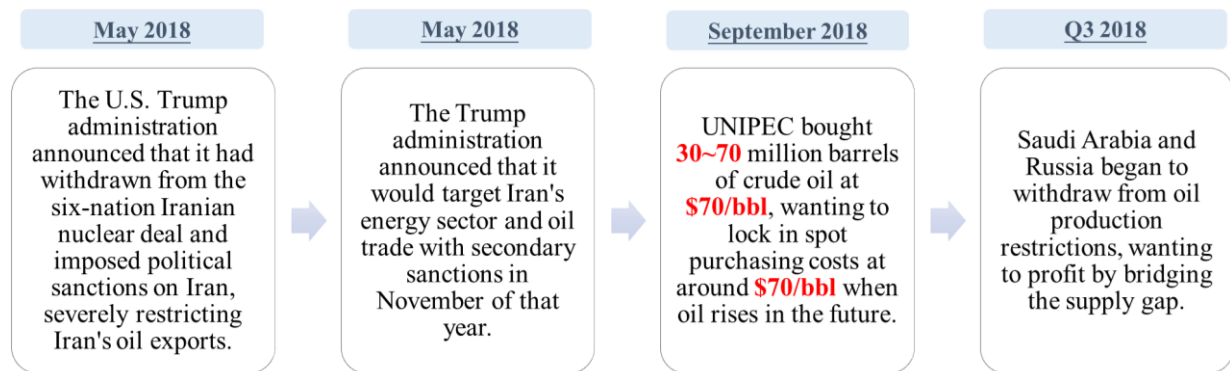 May 2018
The U.S. Trump
administration
announced that it had
withdrawn from the
six-nation Iranian
nuclear deal and
imposed political
sanctions on Iran,
severely restricting
Iran's oil exports.
May 2018
The Trump
administration
announced that it
would target Iran's
energy sector and oil
trade with secondary
sanctions in
November of that
year.
September 2018
UNIPEC bought
30~70 million barrels
of crude oil at
$70/bbl, wanting to
lock in spot
purchasing costs at
around $70/bbl when
oil rises in the future.
Q3 2018
Saudi Arabia and
Russia began to
withdraw from oil
production
restrictions, wanting
to profit by bridging
the supply gap.